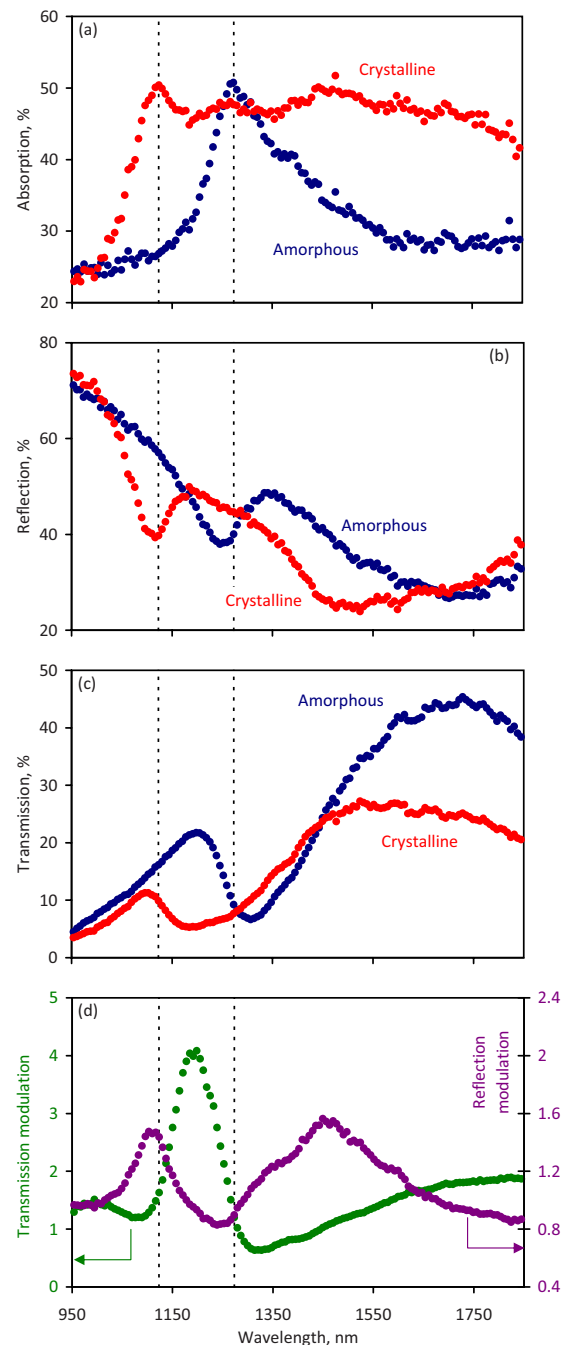 (a)
60
50
40
30
20
Absorption, %
Crystalline
Amorphous
(b)
80
60
40
20
Reflection, %
Amorphous
Crystalline
(c)
50
40
30
20
10
0
Transmission, %
Amorphous
Crystalline
(d)
5
4
3
2
1
0
Transmission modulation
2.4
2
1.6
1.2
0.8
0.4
Reflection
modulation
950 1150 1350 1550 1750
Wavelength, nm